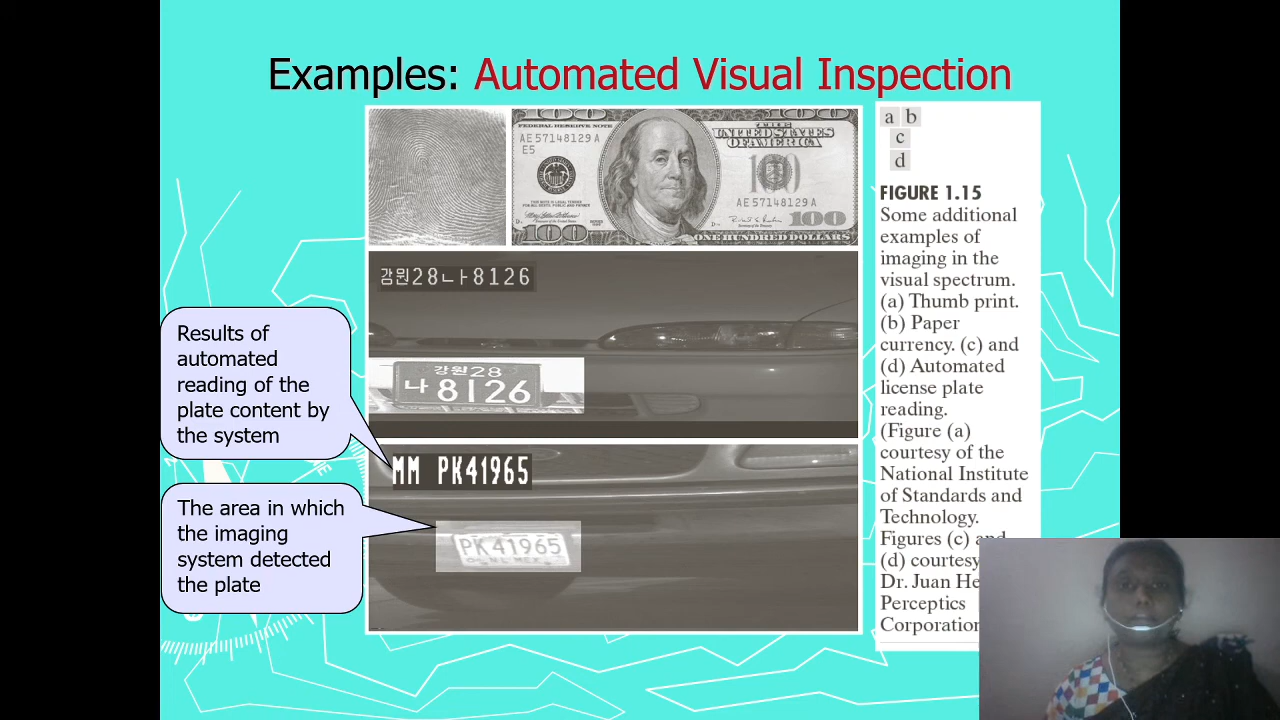 Examples: Automated Visual Inspection
FEDERAL RESERVE NOTE
AE 57148129 A
E5
100
THE
UNITED STATES
OF AMERICA
100
AE 57148129 A
100
100
ONE HUNDRED DOLLARS
감원28ㄴㅏ8126
강원28
나 8126
MM PK41965
PK41965
Results of
automated
reading of the
plate content by
the system
The area in which
the imaging
system detected
the plate
a b
c
d
FIGURE 1.15
Some additional
examples of
imaging in the
visual spectrum.
(a) Thumb print.
(b) Paper
currency. (c) and
(d) Automated
license plate
reading.
(Figure (a)
courtesy of the
National Institute
of Standards and
Technology.
Figures (c) and
(d) courtesy
Dr. Juan He
Perceptics
Corporation